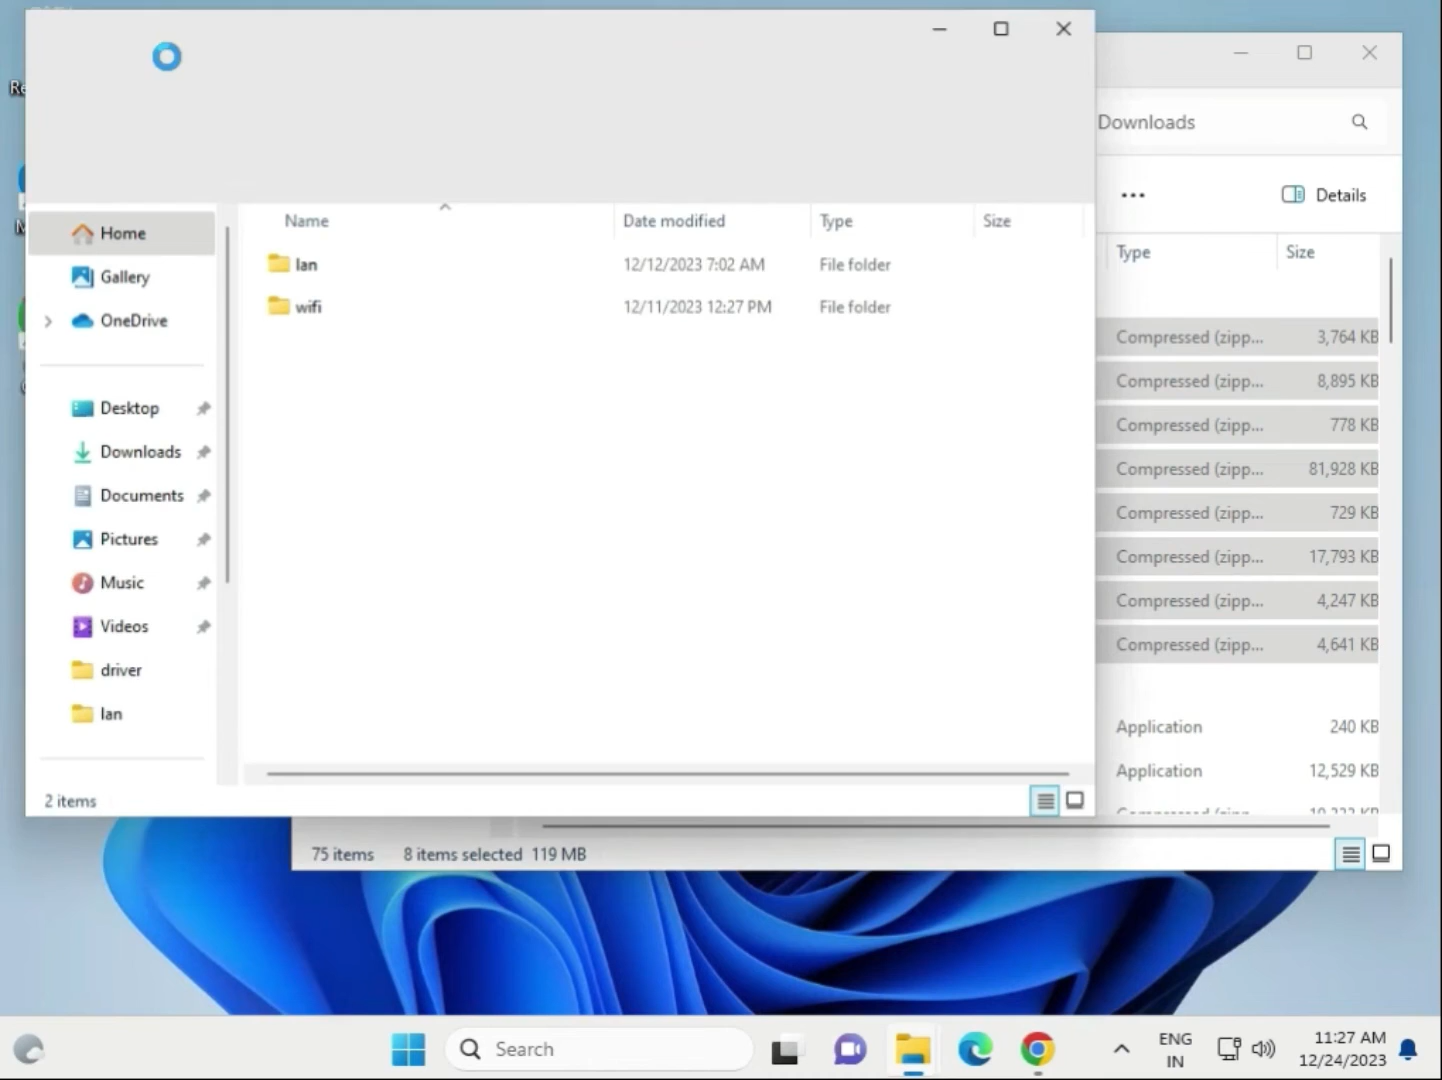 Re
Downloads
Details
Home
Name
Date modified
Type
Size
Type
Size
lan
12/12/2023 7:02 AM
File folder
Gallery
wifi
12/11/2023 12:27 PM
File folder
OneDrive
Compressed (zipp...
3,764 KB
Compressed (zipp...
8,895 KB
Desktop
Compressed (zipp...
778 KB
Downloads
Compressed (zipp...
81,928 KB
Documents
Compressed (zipp...
729 KB
Pictures
Compressed (zipp...
17,793 KB
Music
Compressed (zipp...
4,247 KB
Videos
Compressed (zipp...
4,641 KB
driver
lan
Application
240 KB
Application
12,529 KB
2 items
75 items
8 items selected 119 MB
Search
ENG
IN
11:27 AM
12/24/2023